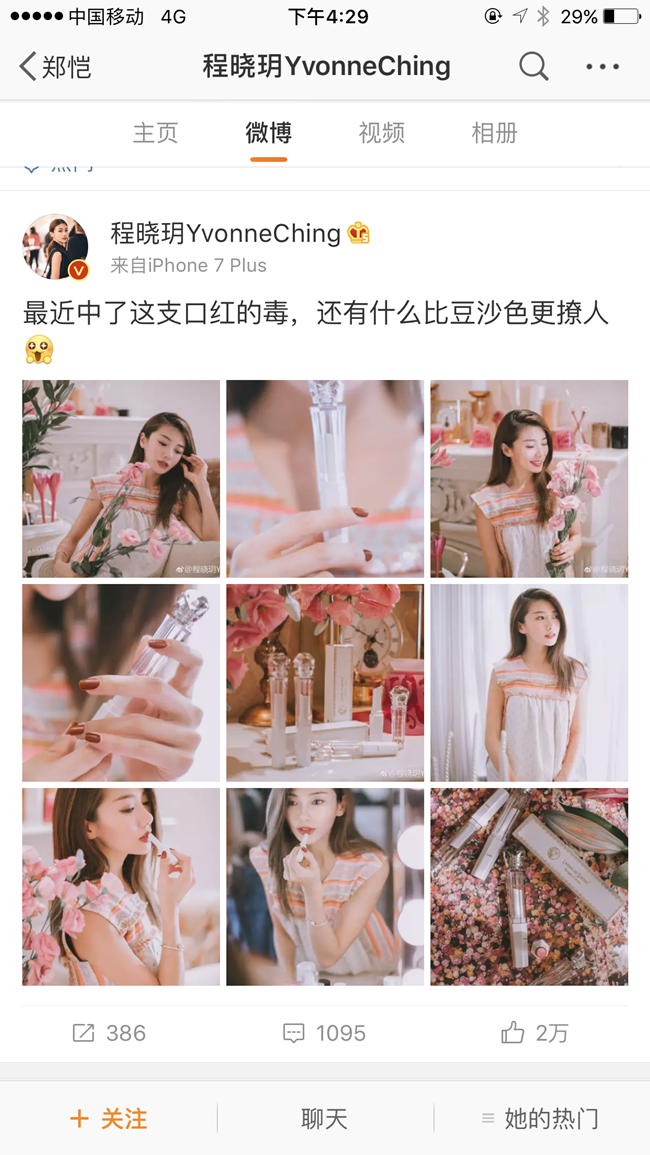 中国移动 4G 下午4:29 29%
郑恺 程晓玥YvonneChing
主页 微博 视频 相册
程晓玥YvonneChing
来自iPhone 7 Plus
最近中了这支口红的毒，还有什么比豆沙色更撩人
@程晓玥Y
@程晓玥Y
@程晓玥Y
386 1095 2万
+ 关注 聊天 她的热门